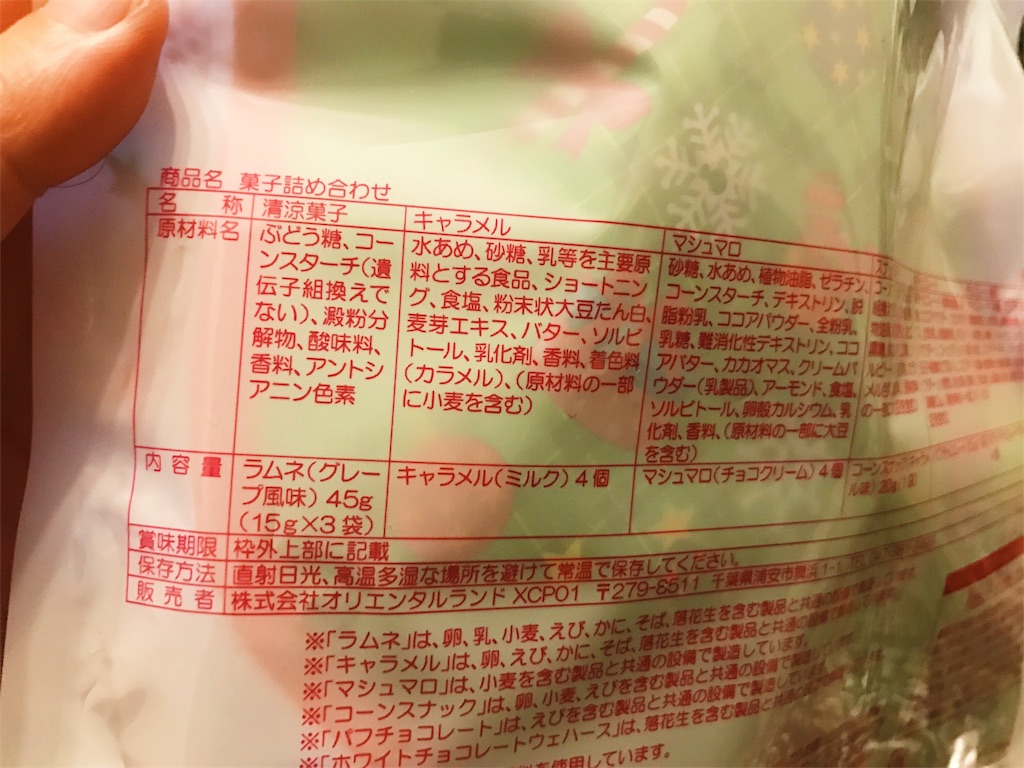 商品名 菓子詰め合わせ
名 称 清涼菓子 キャラメル マシュマロ
原材料名
ぶどう糖、コー
ンスターチ(遺
伝子組換えで
ない)、澱粉分
解物、酸味料、
香料、アントシ
アニン色素
水あめ、砂糖、乳等を主要原
料とする食品、ショートニン
グ、食塩、粉末状大豆たん白、
麦芽エキス、バター、ソルビ
トール、乳化剤、香料、着色料
(カラメル)、(原材料の一部
に小麦を含む)
砂糖、水あめ、植物油脂、ゼラチン、
コーンスターチ、デキストリン、脱
脂粉乳、ココアパウダー、全粉乳、
乳糖、難消化性デキストリン、ココ
アバター、カカオマス、クリームパ
ウダー(乳製品)、アーモンド、食塩、
ソルビトール、卵殻カルシウム、乳
化剤、香料、(原材料の一部に大豆
を含む)
内 容 量
ラムネ(グレー
プ風味) 45g
(15g×3袋)
キャラメル(ミルク) 4個
マシュマロ(チョコクリーム) 4個
ル味) 20g
賞味期限 枠外上部に記載
保存方法 直射日光、高温多湿な場所を避けて常温で保存してください。
販 売 者 株式会社オリエンタルランド XCP01 〒279-8511 千葉県浦安市舞浜1-1
※「ラムネ」は、卵、乳、小麦、えび、かに、そば、落花生を含む製品と共通の設備で製造しています。
※「キャラメル」は、卵、えび、かに、そば、落花生を含む製品と共通の設備で製造しています。
※「マシュマロ」は、小麦を含む製品と共通の設備で製造しています。
※「コーンスナック」は、卵、小麦、えびを含む製品と共通の設備で製造しています。
※「パフチョコレート」は、えびを含む製品と共通の設備で製造
※「ホワイトチョコレートウェハース」は、落花生を含む製品と
を使用しています。